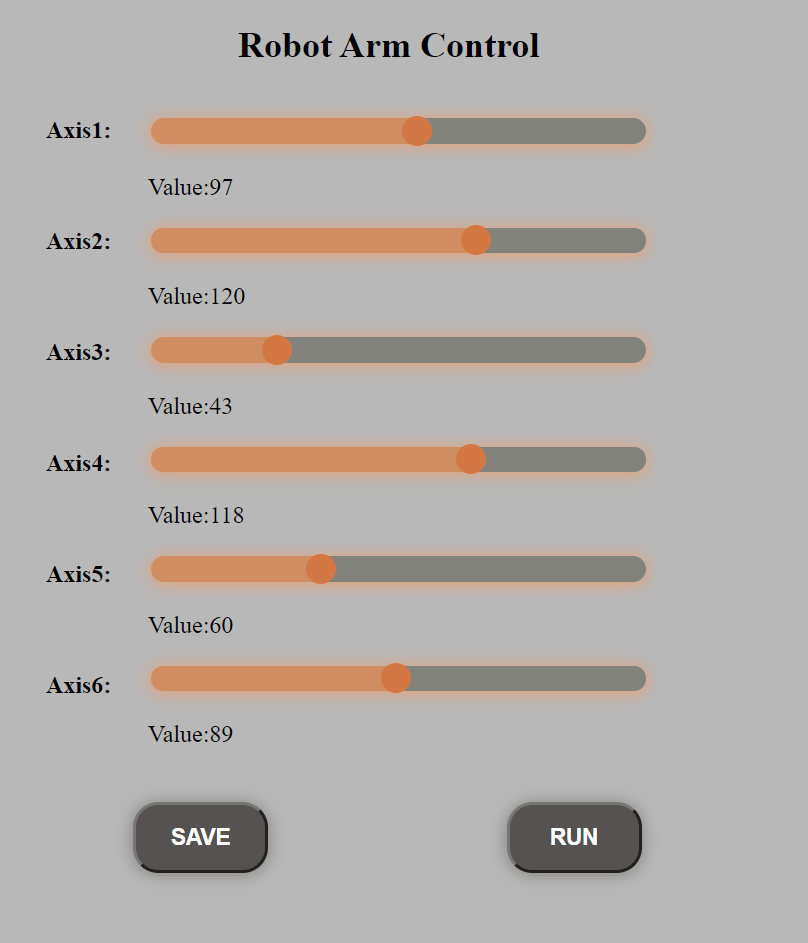 Robot Arm Control
Axis1:
Value:97
Axis2:
Value:120
Axis3:
Value:43
Axis4:
Value:118
Axis5:
Value:60
Axis6:
Value:89
SAVE RUN